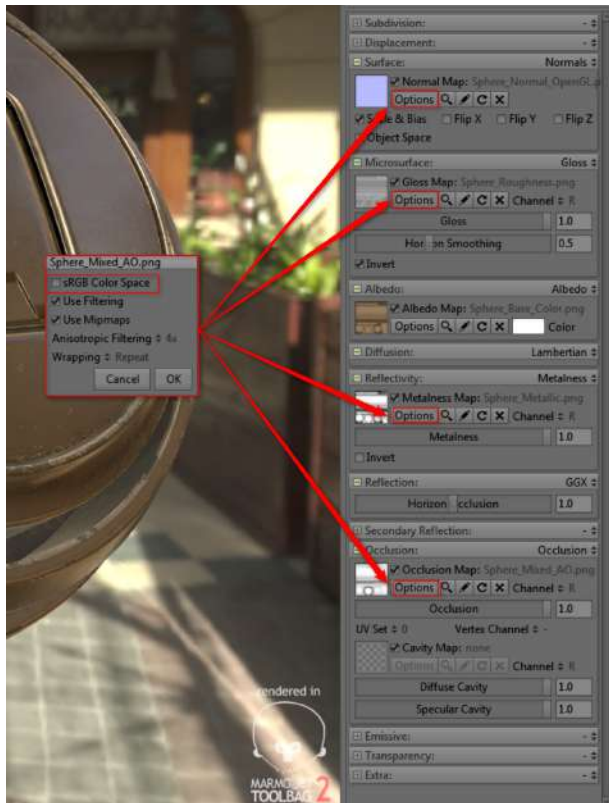 Subdivision: -
Displacement: -
Surface: Normals
Normal Map: Sphere_Normal_OpenGL.p
Options C X
Scale & Bias Flip X Flip Y Flip Z
Object Space
Microsurface: Gloss
Gloss Map: Sphere_Roughness.png
Options C X Channel R
Gloss 1.0
Horizon Smoothing 0.5
Invert
Albedo: Albedo
Albedo Map: Sphere_Base_Color.png
Options C X Color
Diffusion: Lambertian
Reflectivity: Metalness
Metalness Map: Sphere_Metallic.png
Options C X Channel R
Metalness 1.0
Invert
Reflection: GGX
Horizon Occlusion 1.0
Secondary Reflection: -
Occlusion: Occlusion
Occlusion Map: Sphere_Mixed_AO.png
Options C X Channel R
Occlusion 1.0
UV Set 0 Vertex Channel -
Cavity Map: none
Options C X Channel R
Diffuse Cavity 1.0
Specular Cavity 1.0
Emissive: -
Transparency: -
Extra: -
Sphere_Mixed_AO.png
sRGB Color Space
Use Filtering
Use Mipmaps
Anisotropic Filtering 4x
Wrapping Repeat
Cancel OK
rendered in
MARMOSET
TOOLBAG 2